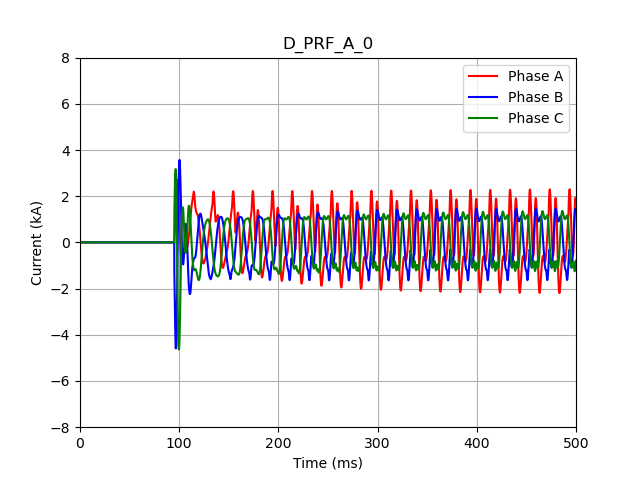 D_PRF_A_0
Phase A
Phase B
Phase C
8
6
4
2
0
−2
−4
−6
−8
Current (kA)
0 100 200 300 400 500
Time (ms)